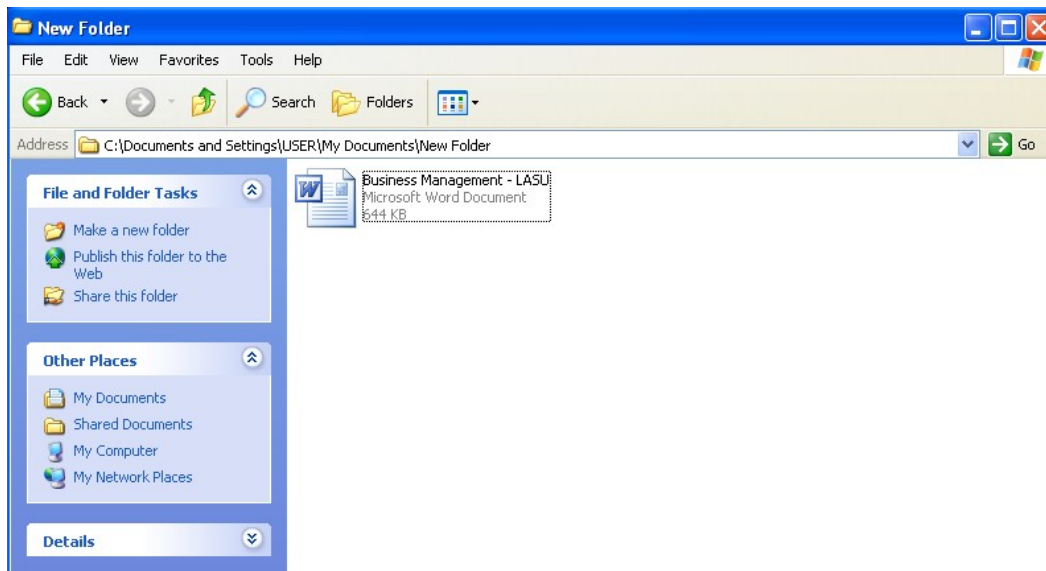 New Folder
File Edit View Favorites Tools Help
Back Search Folders
Address C:\Documents and Settings\USER\My Documents\New Folder Go
File and Folder Tasks
Make a new folder
Publish this folder to the
Web
Share this folder
Other Places
My Documents
Shared Documents
My Computer
My Network Places
Details
Business Management - LASU
Microsoft Word Document
644 KB